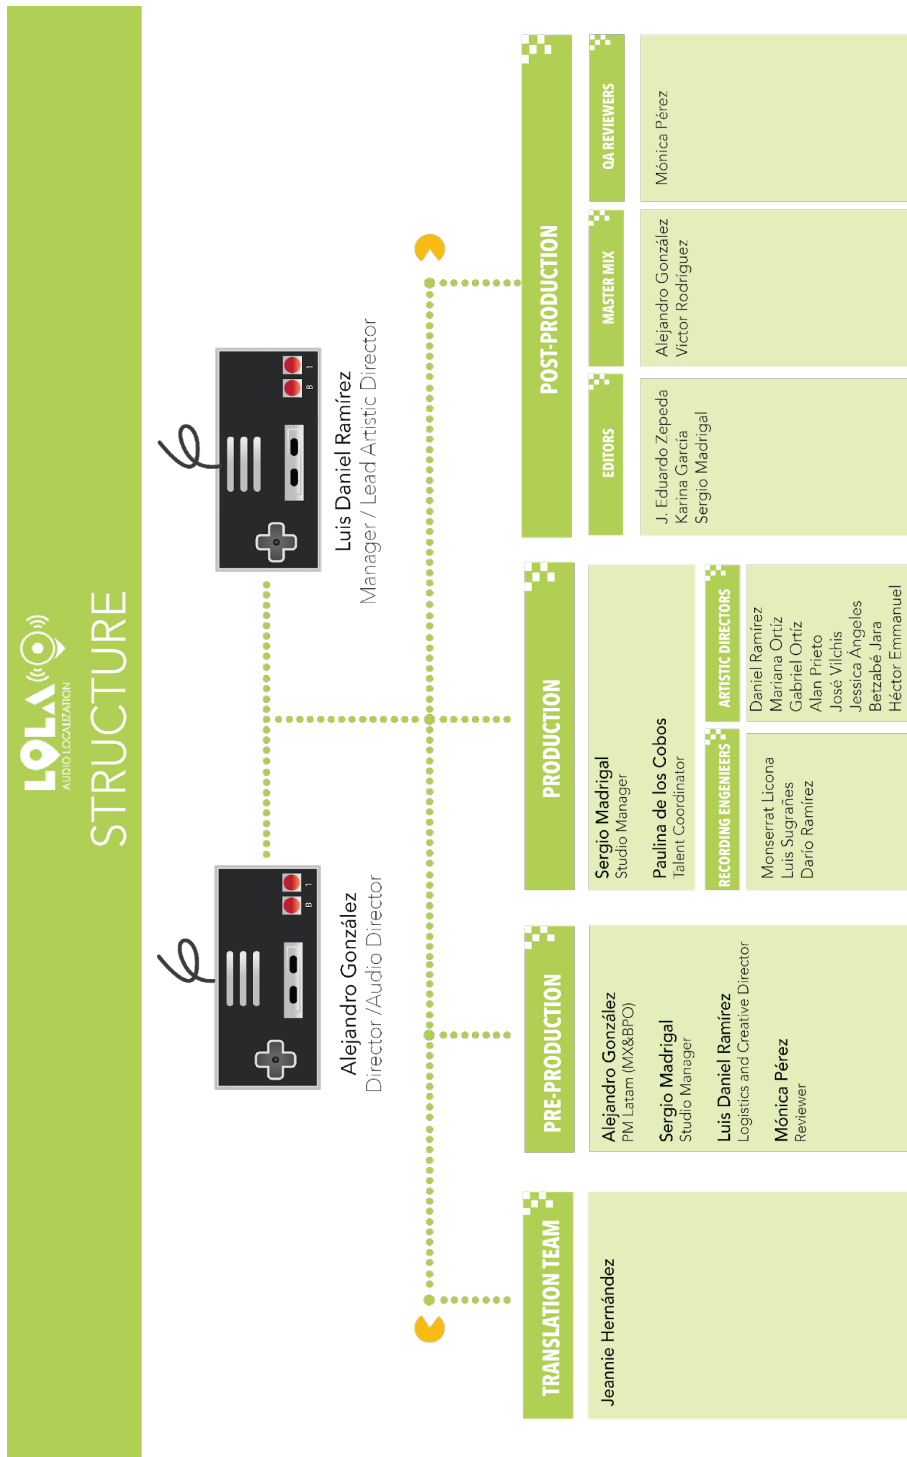 LOLA
AUDIO LOCALIZATION
STRUCTURE
B 1
Alejandro González
Director /Audio Director
B 1
Luis Daniel Ramírez
Manager / Lead Artistic Director
TRANSLATION TEAM
Jeannie Hernández
PRE-PRODUCTION
Alejandro González
PM Latam (MX&BPO)
Sergio Madrigal
Studio Manager
Luis Daniel Ramírez
Logistics and Creative Director
Mónica Pérez
Reviewer
PRODUCTION
Sergio Madrigal
Studio Manager
Paulina de los Cobos
Talent Coordinator
RECORDING ENGENIEERS
Monserrat Licona
Luis Sugrañes
Darío Ramírez
ARTISTIC DIRECTORS
Daniel Ramírez
Mariana Ortíz
Gabriel Ortíz
Alan Prieto
José Vilchis
Jessica Ángeles
Betzabé Jara
Héctor Emmanuel
POST-PRODUCTION
EDITORS
J. Eduardo Zepeda
Karina García
Sergio Madrigal
MASTER MIX
Alejandro González
Victor Rodríguez
QA REVIEWERS
Mónica Pérez